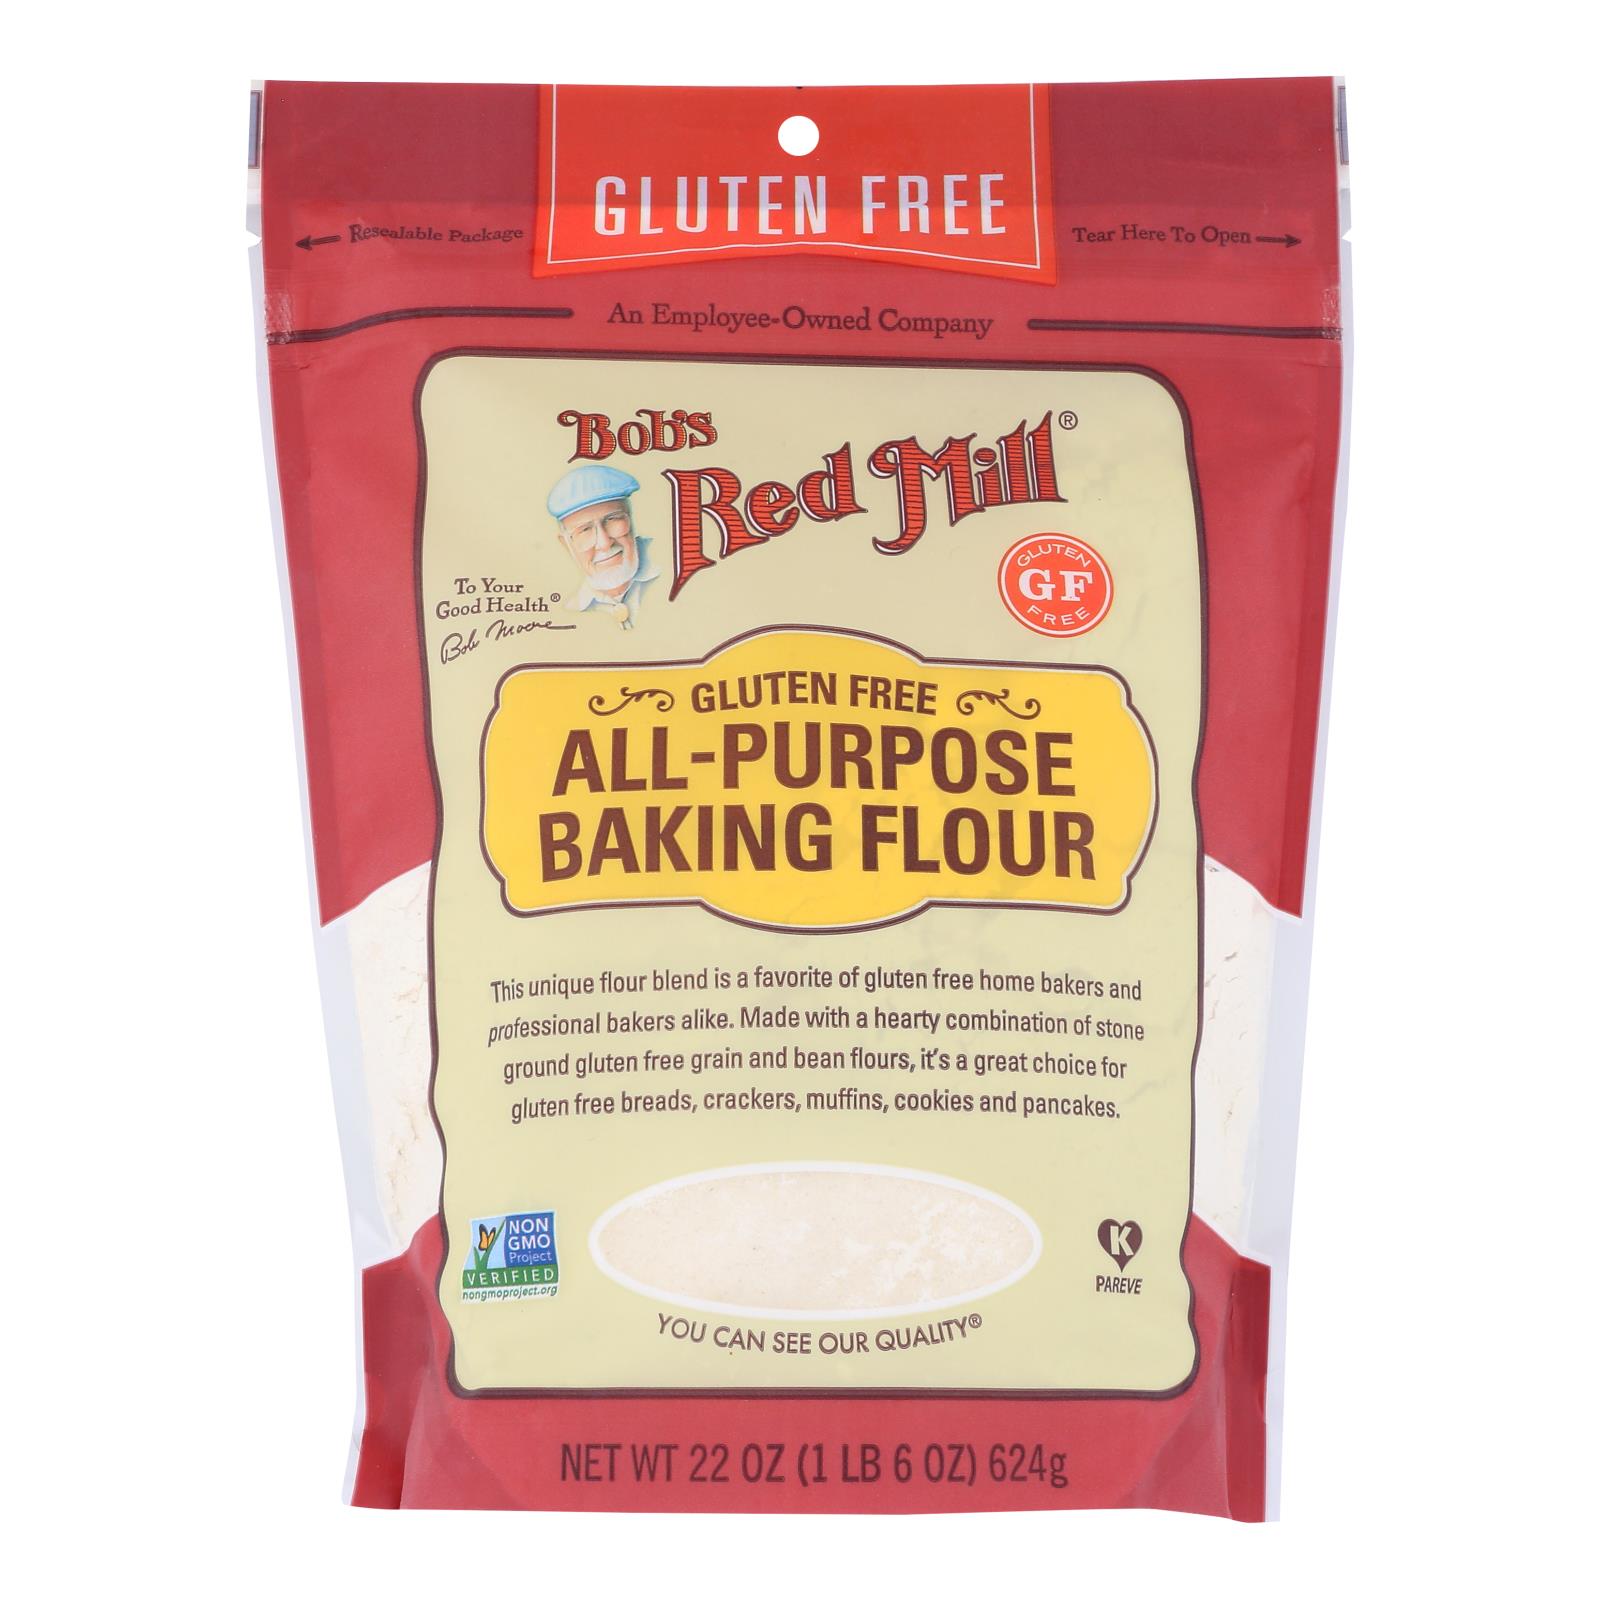 GLUTEN FREE
Resealable Package
Tear Here To Open
An Employee-Owned Company
Bob's
Red Mill®
To Your
Good Health®
Bob Moore
GLUTEN
GF
FREE
GLUTEN FREE
ALL-PURPOSE
BAKING FLOUR
This unique flour blend is a favorite of gluten free home bakers and
professional bakers alike. Made with a hearty combination of stone
ground gluten free grain and bean flours, it's a great choice for
gluten free breads, crackers, muffins, cookies and pancakes.
NON
GMO
Project
VERIFIED
nongmoproject.org
K
PAREVE
YOU CAN SEE OUR QUALITY®
NET WT 22 OZ (1 LB 6 OZ) 624g